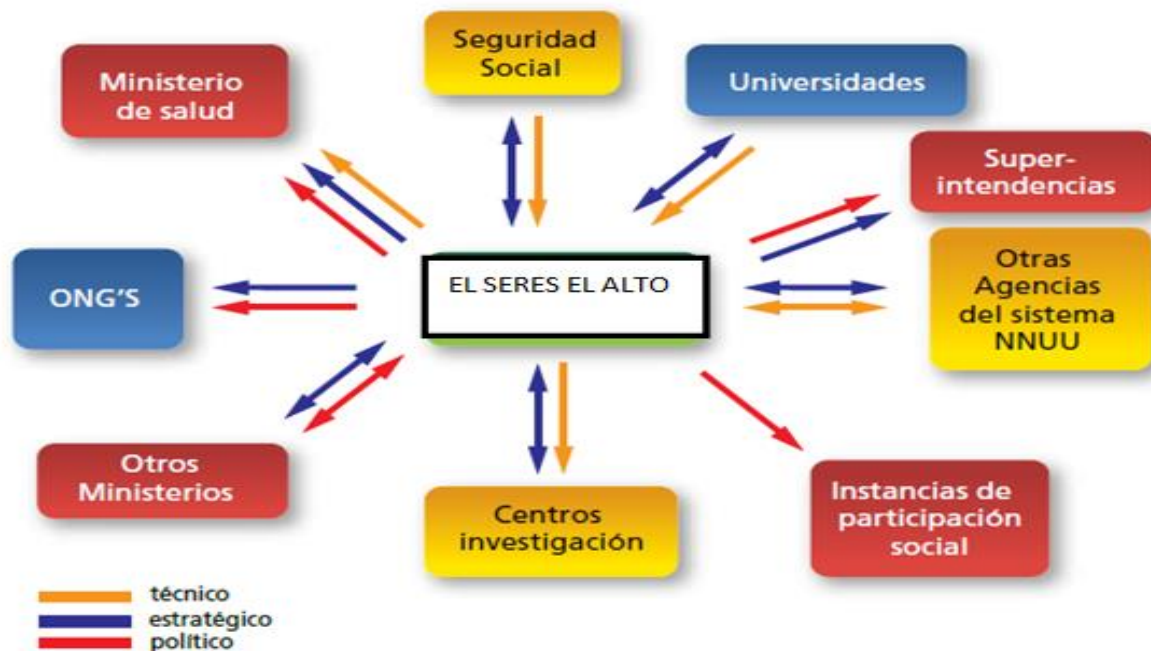 Seguridad
Social
Ministerio
de salud
Universidades
Super-
intendencias
ONG'S
EL SERES EL ALTO
Otras
Agencias
del sistema
NNUU
Otros
Ministerios
Centros
investigación
Instancias de
participación
social
técnico
estratégico
político